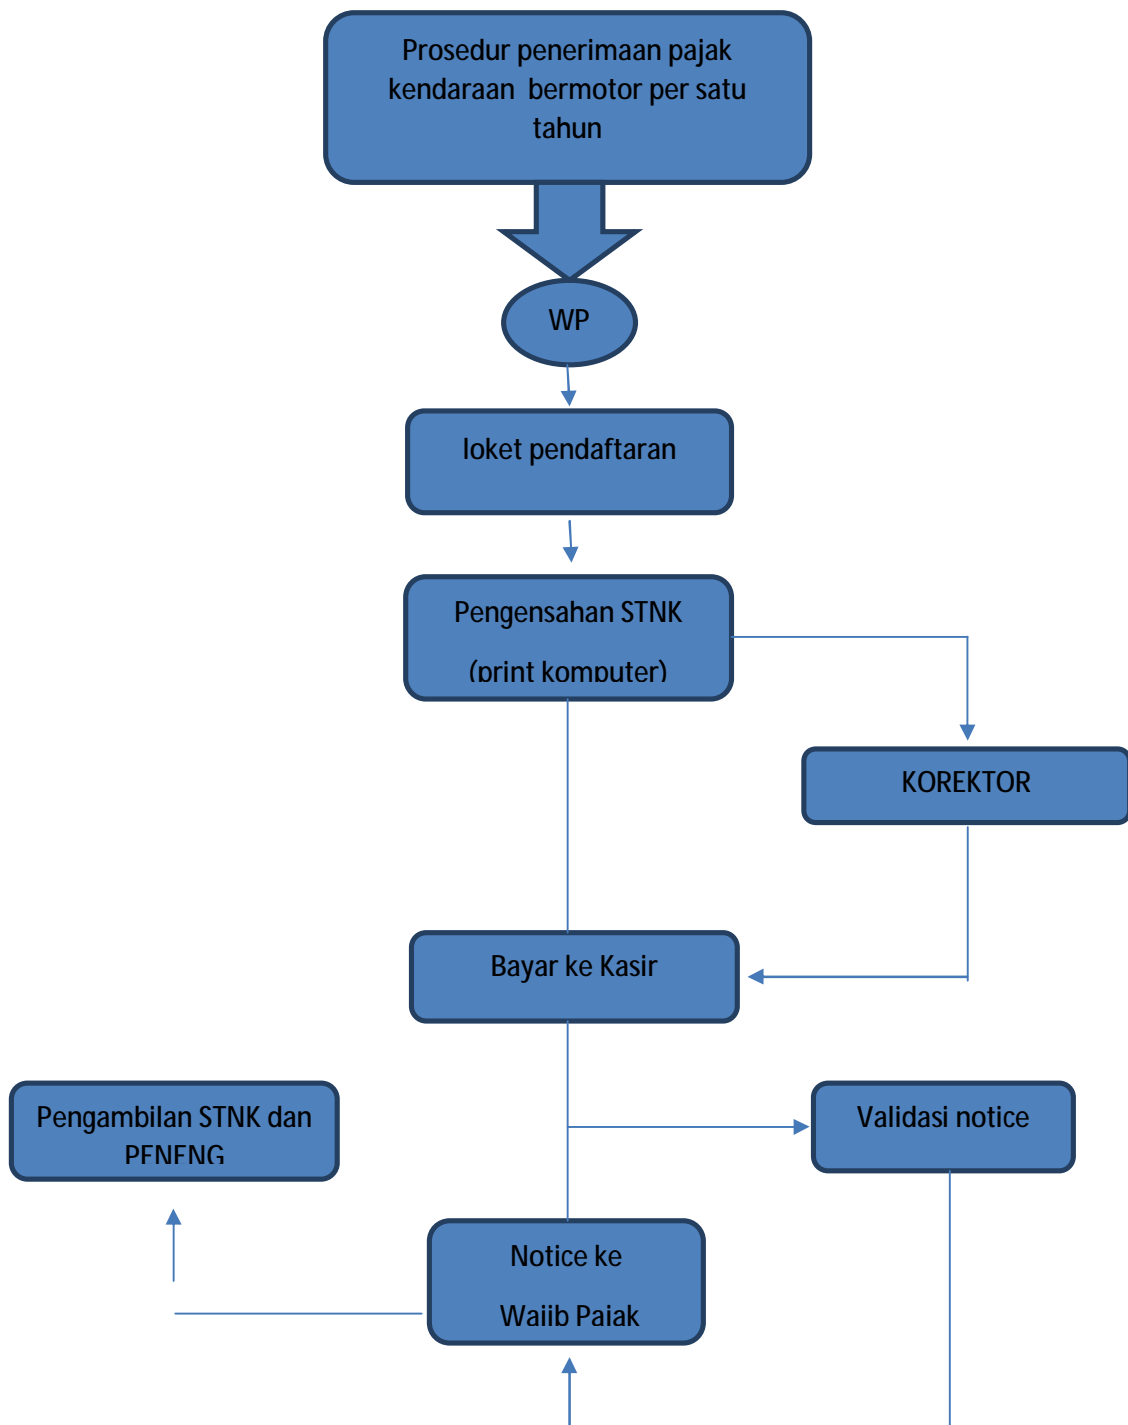 Prosedur penerimaan pajak
kendaraan bermotor per satu
tahun
WP
loket pendaftaran
Pengensahan STNK
(print komputer)
KOREKTOR
Bayar ke Kasir
Pengambilan STNK dan
PENENG
Validasi notice
Notice ke
Wajib Pajak